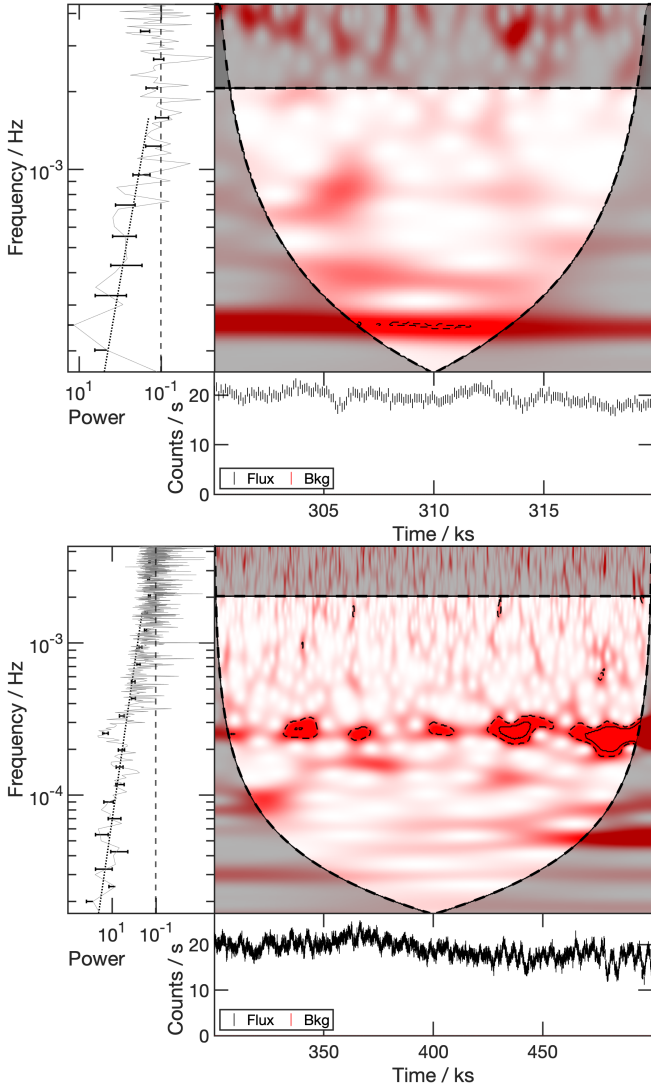 Frequency / Hz
10-3
101
10-1
Power
Counts / s
20
10
0
Flux
Bkg
305
310
315
Time / ks
Frequency / Hz
10-3
10-4
101
10-1
Power
Counts / s
20
10
0
Flux
Bkg
350
400
450
Time / ks